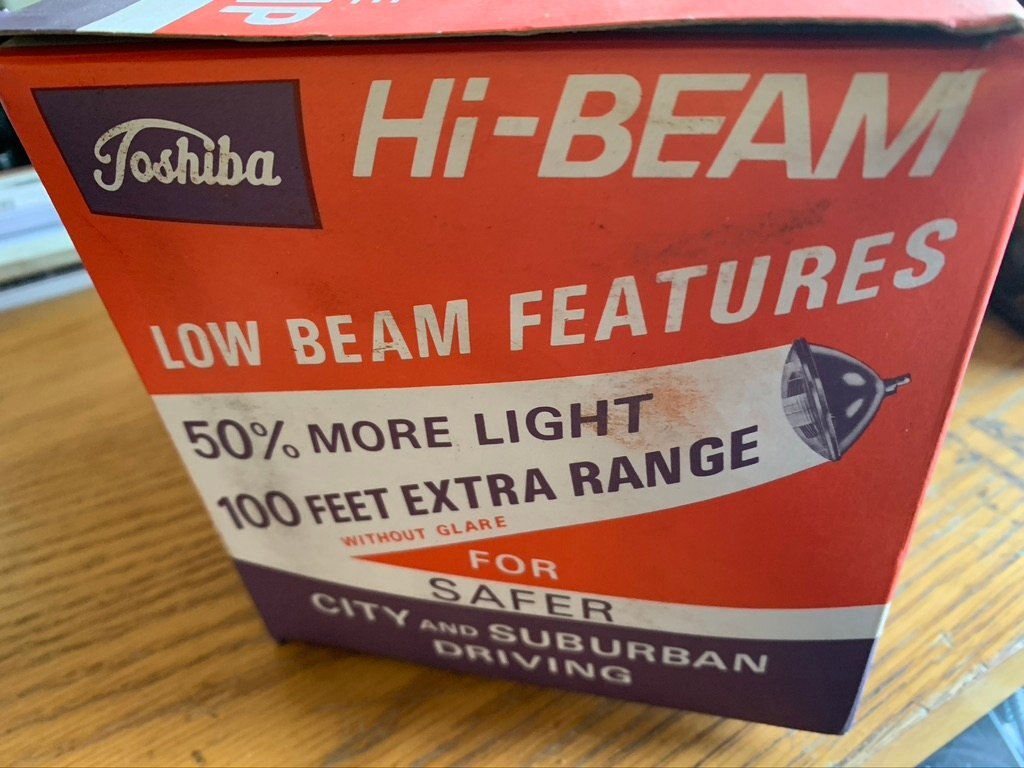 Toshiba
Hi-BEAM
LOW BEAM FEATURES
50% MORE LIGHT
100 FEET EXTRA RANGE
WITHOUT GLARE
FOR
SAFER
CITY AND SUBURBAN
DRIVING